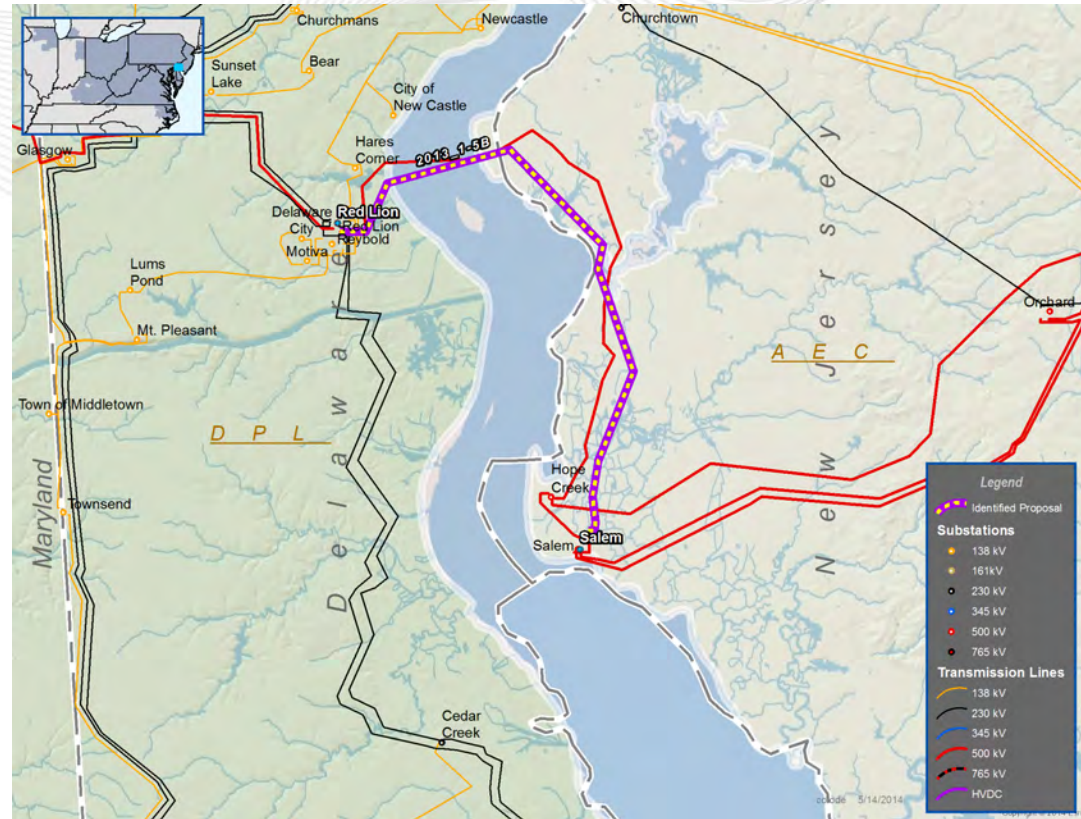 Churchmans
Newcastle
Churchtown
Sunset
Lake
Bear
City of
New Castle
Glasgow
Hares
Corner
2013_1-5B
Delaware
City
Red Lion
Red Lion
Reybold
Motiva
Lums
Pond
Mt. Pleasant
Orchard
A E C
Town of Middletown
D P L
Townsend
Maryland
Delaware
New Jersey
Hope
Creek
Salem
Salem
Cedar
Creek
Legend
Identified Proposal
Substations
138 kV
161kV
230 kV
345 kV
500 kV
765 kV
Transmission Lines
138 kV
230 kV
345 kV
500 kV
765 kV
HVDC
5/14/2014